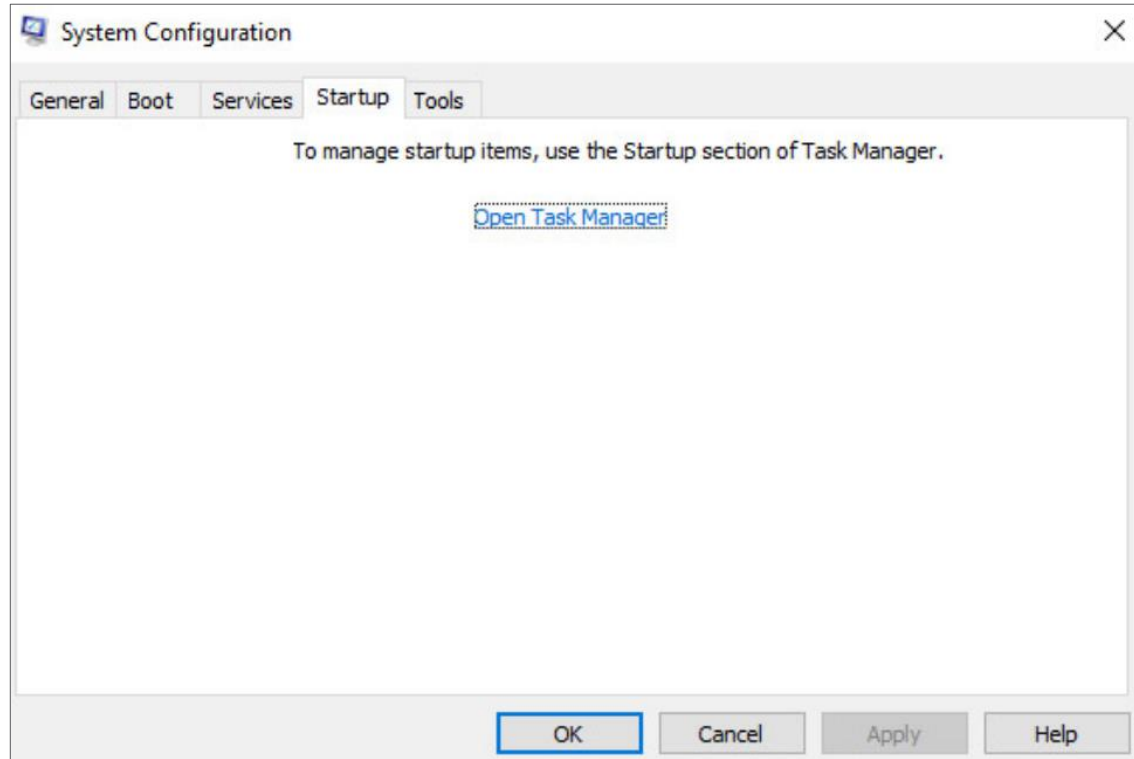 System Configuration
General Boot Services Startup Tools
To manage startup items, use the Startup section of Task Manager.
Open Task Manager
OK Cancel Apply Help